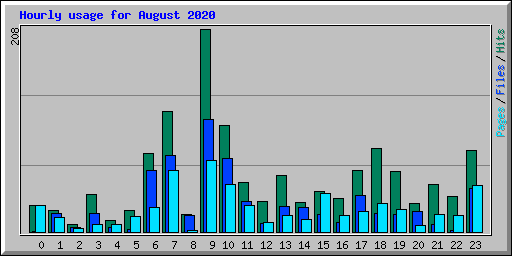 Hourly usage for August 2020
208
Pages/Files/Hits
0 1 2 3 4 5 6 7 8 9 10 11 12 13 14 15 16 17 18 19 20 21 22 23